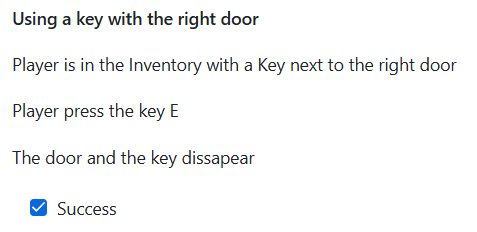 Using a key with the right door
Player is in the Inventory with a Key next to the right door
Player press the key E
The door and the key dissapear
Success